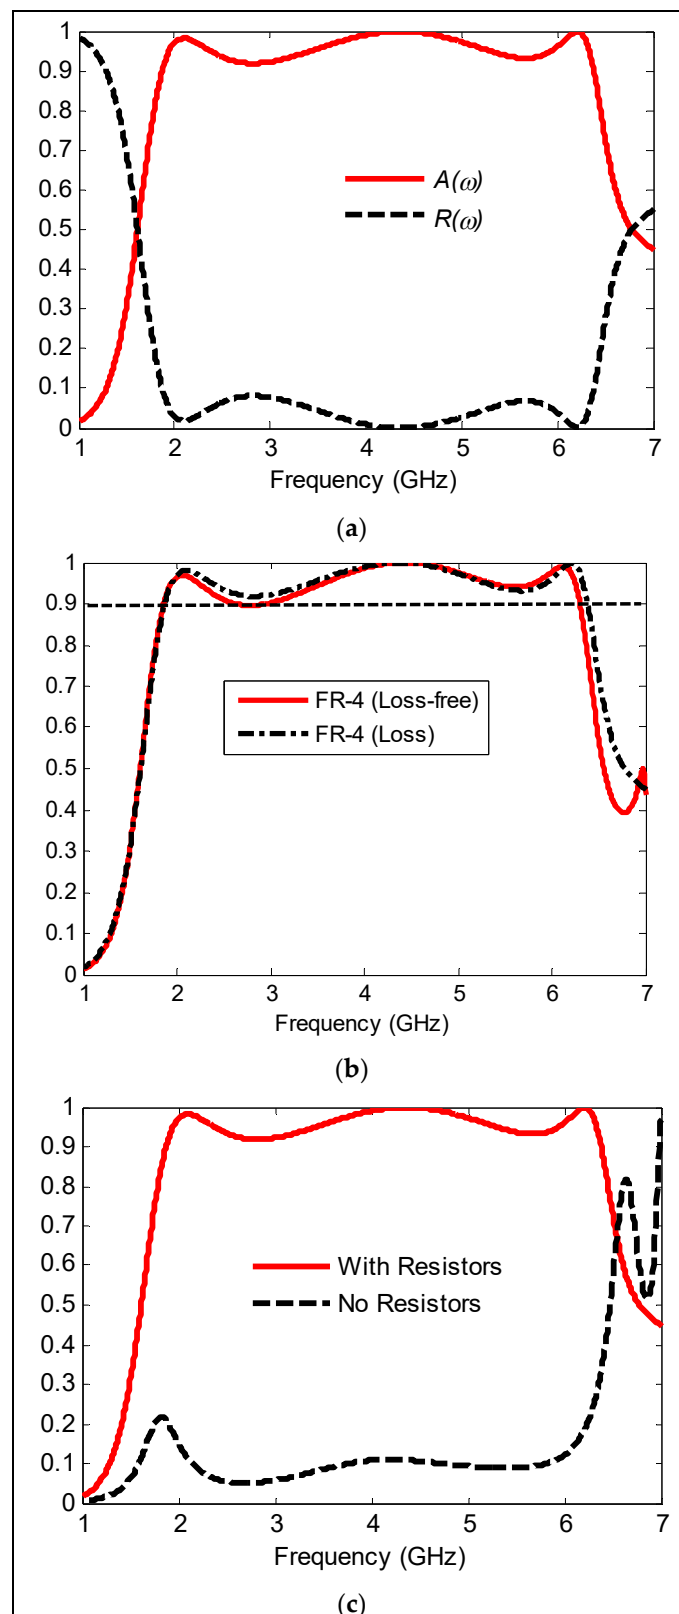 1
0.9
0.8
0.7
0.6
0.5
0.4
0.3
0.2
0.1
0
A(ω)
R(ω)
1 2 3 4 5 6 7
Frequency (GHz)
(a)
1
0.9
0.8
0.7
0.6
0.5
0.4
0.3
0.2
0.1
0
FR-4 (Loss-free)
FR-4 (Loss)
1 2 3 4 5 6 7
Frequency (GHz)
(b)
1
0.9
0.8
0.7
0.6
0.5
0.4
0.3
0.2
0.1
0
With Resistors
No Resistors
1 2 3 4 5 6 7
Frequency (GHz)
(c)